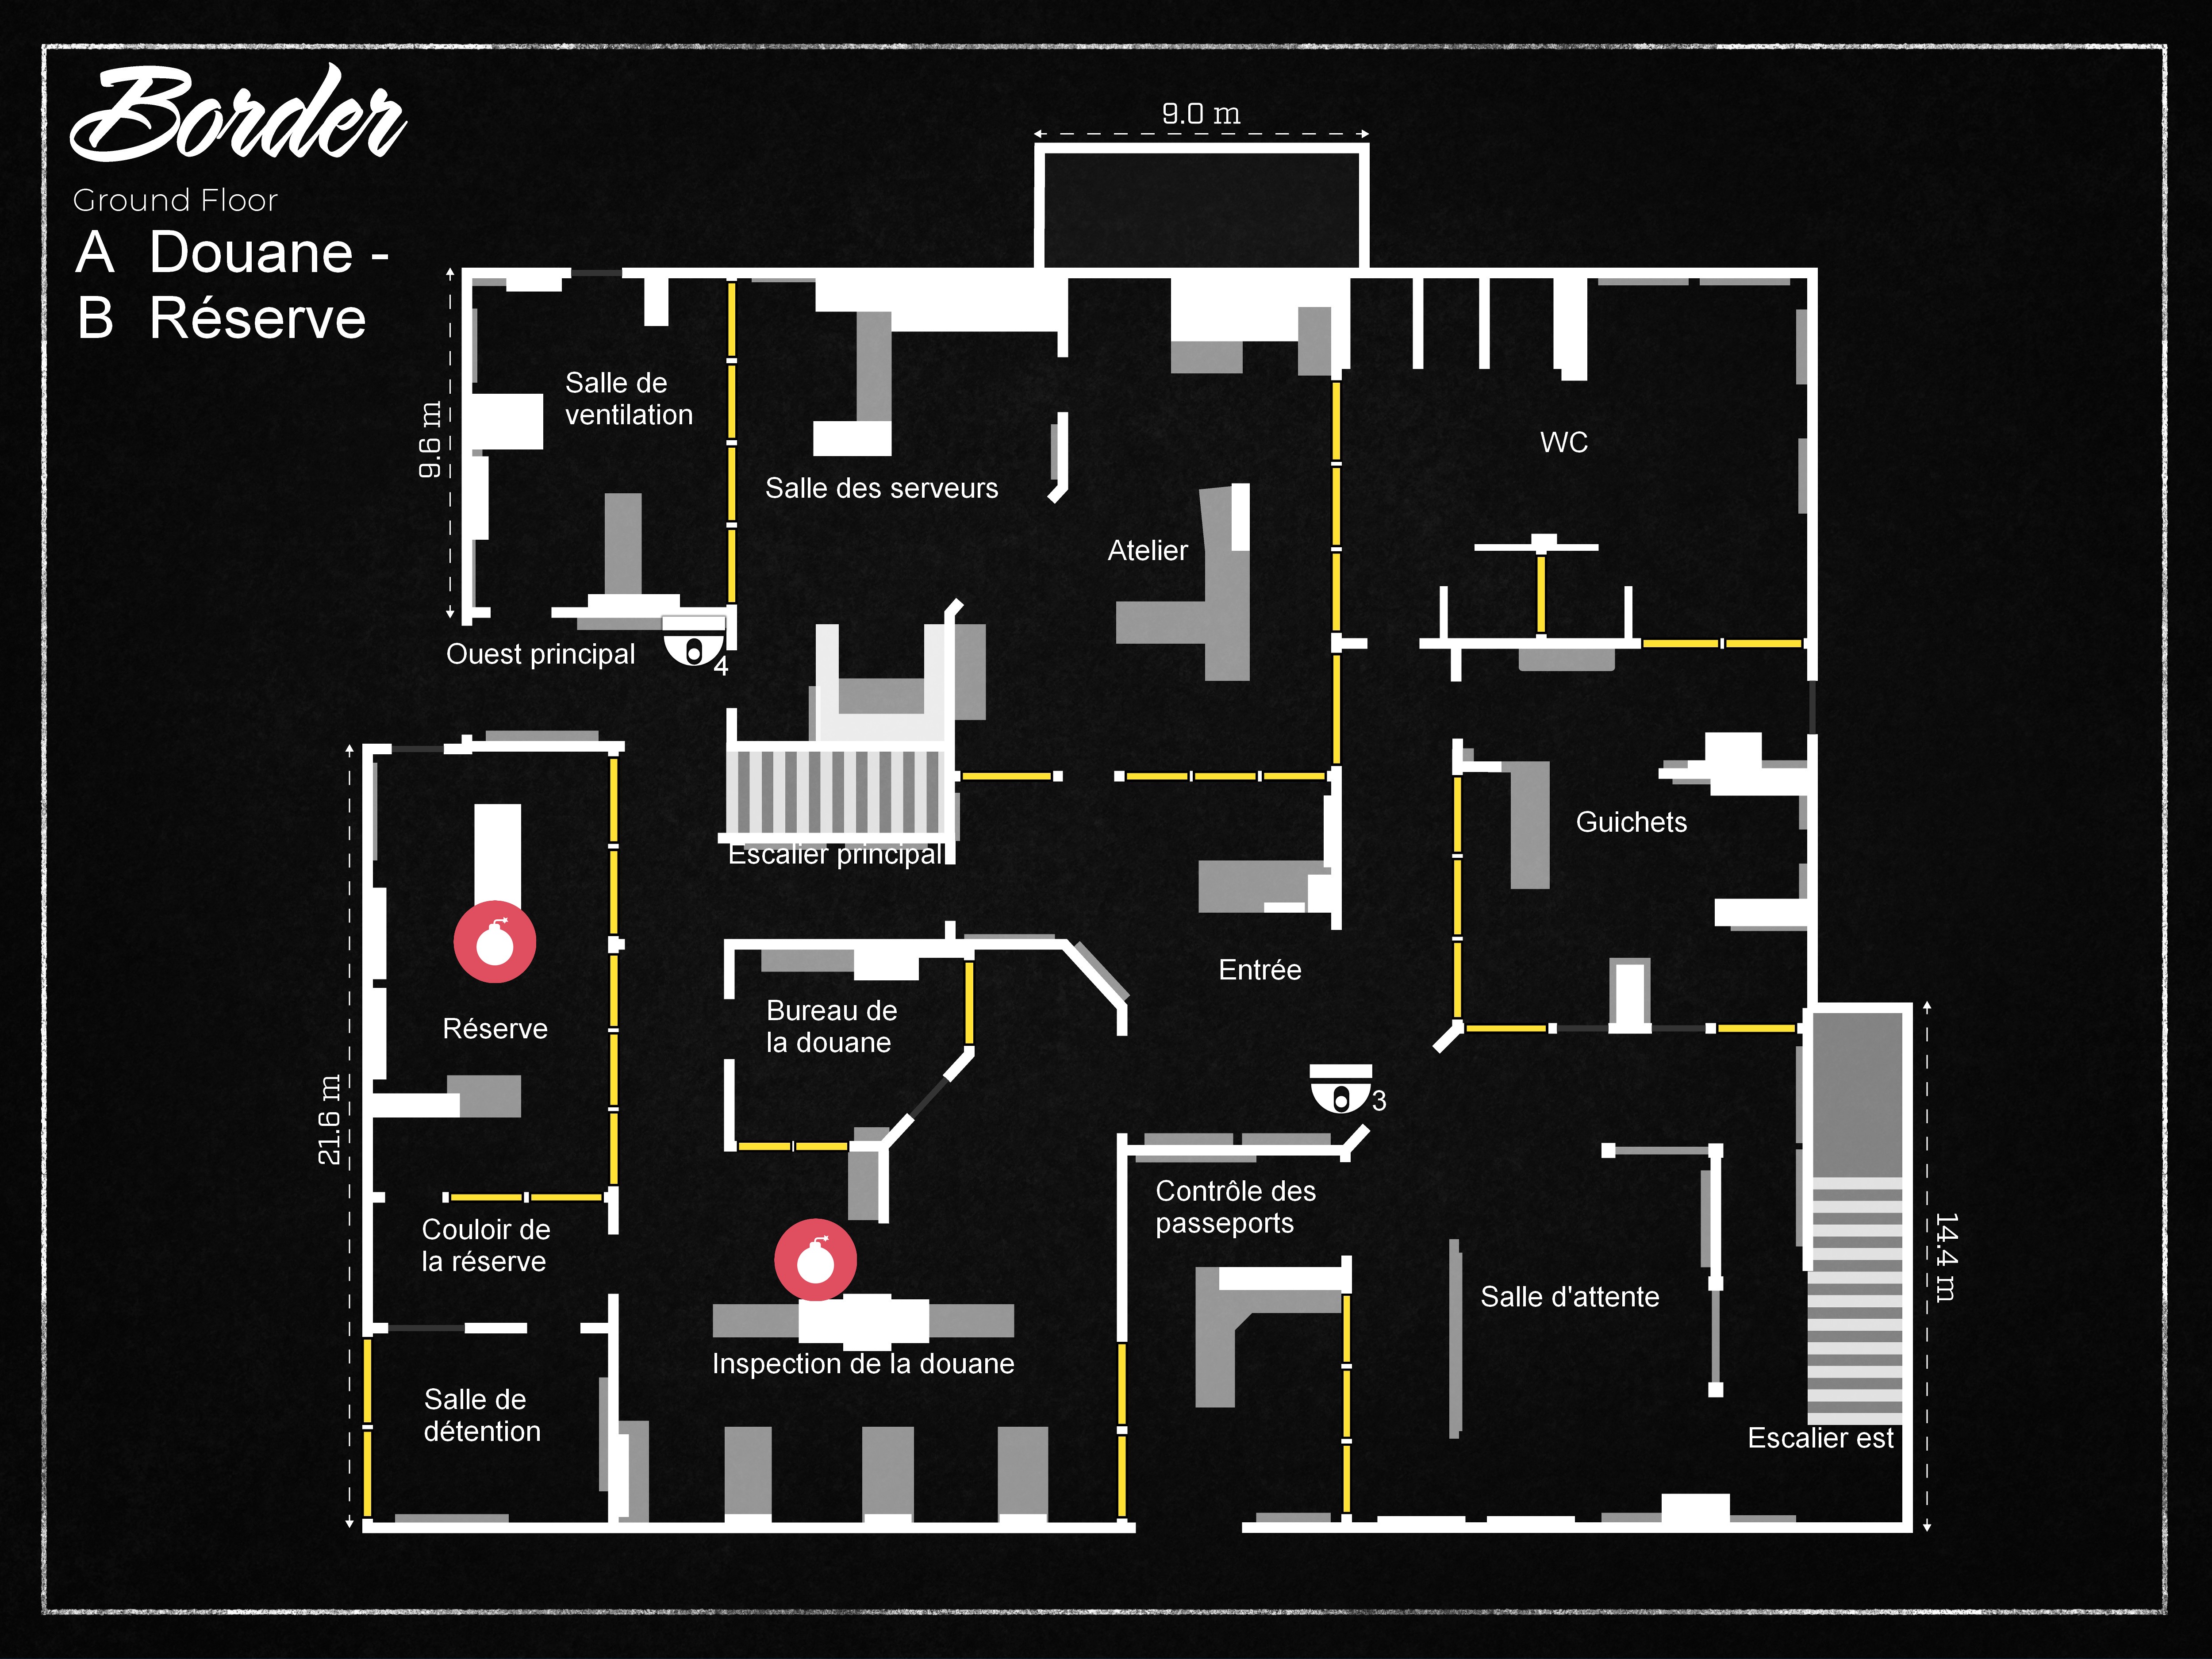 Border
Ground Floor
A Douane -
B Réserve
9.0 m
9.6 m
Salle de
ventilation
Salle des serveurs
WC
Atelier
Ouest principal
4
Guichets
Escalier principal
Entrée
Bureau de
la douane
Réserve
3
21.6 m
Contrôle des
passeports
Couloir de
la réserve
14.4 m
Salle d'attente
Inspection de la douane
Salle de
détention
Escalier est